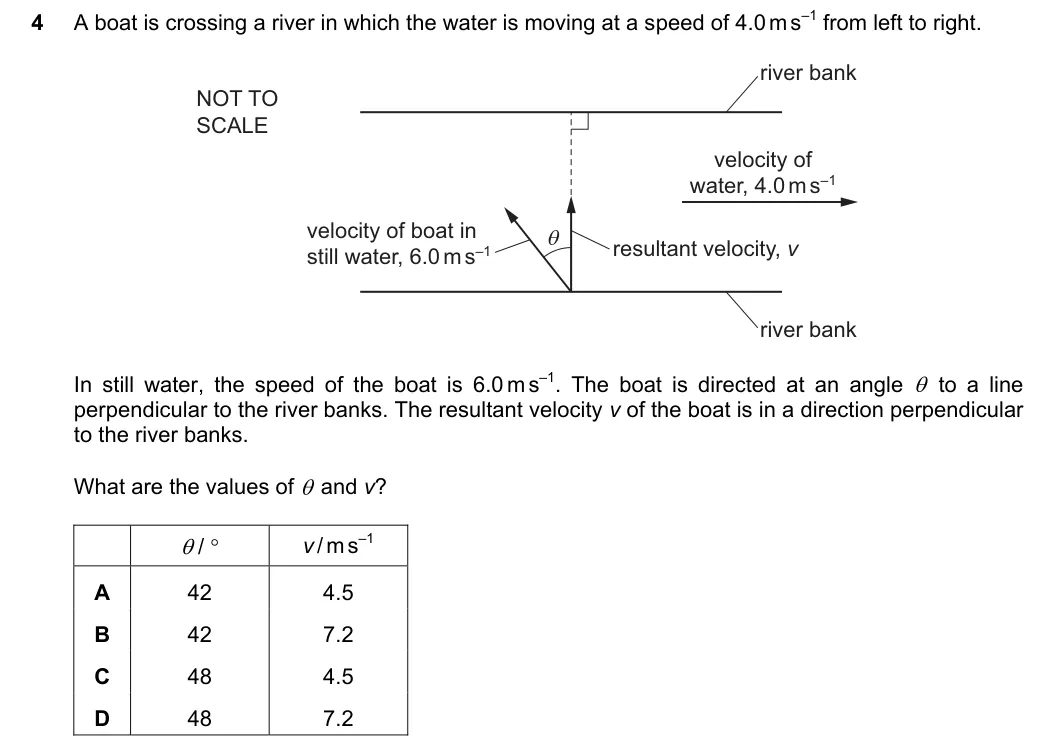 4 A boat is crossing a river in which the water is moving at a speed of 4.0 m s⁻¹ from left to right.
river bank
NOT TO
SCALE
velocity of
water, 4.0 m s⁻¹
velocity of boat in
still water, 6.0 m s⁻¹
θ
resultant velocity, v
river bank
In still water, the speed of the boat is 6.0 m s⁻¹. The boat is directed at an angle θ to a line
perpendicular to the river banks. The resultant velocity v of the boat is in a direction perpendicular
to the river banks.
What are the values of θ and v?
θ / ° v / m s⁻¹
A 42 4.5
B 42 7.2
C 48 4.5
D 48 7.2